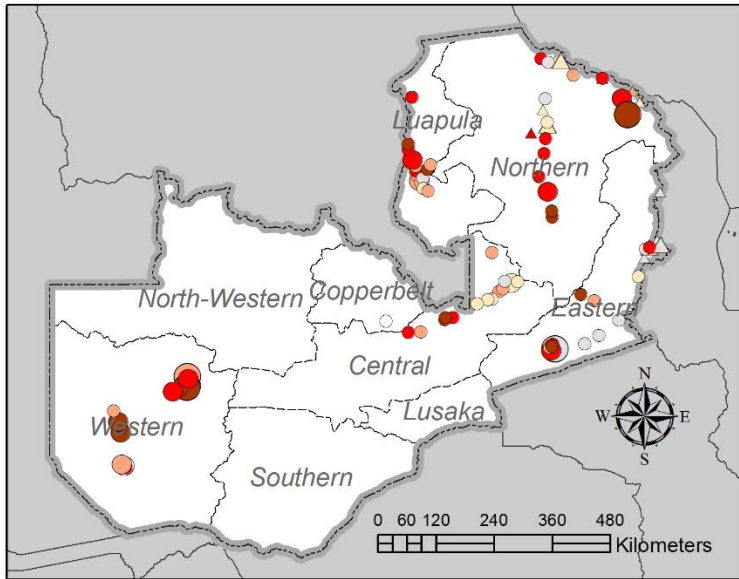 Luapula
Northern
North-Western
Copperbelt
Eastern
Central
Western
Lusaka
Southern
N
W E
S
0 60 120 240 360 480
Kilometers